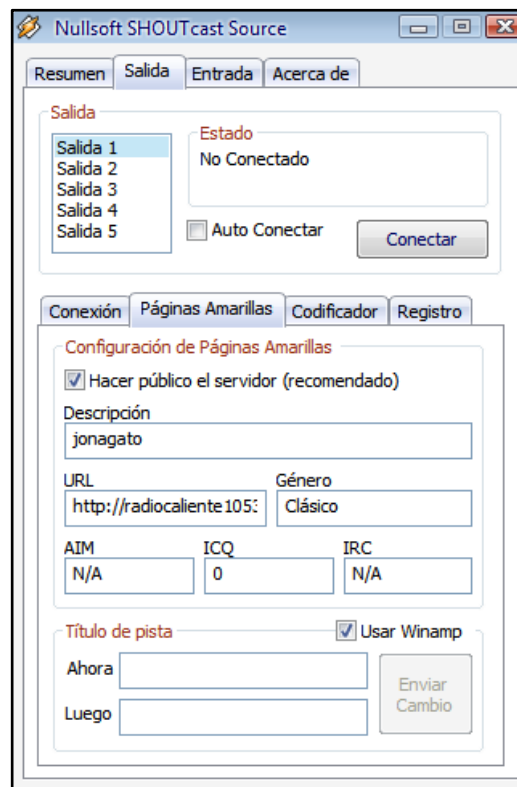 Nullsoft SHOUTcast Source
Resumen Salida Entrada Acerca de
Salida
Salida 1
Salida 2
Salida 3
Salida 4
Salida 5
Estado
No Conectado
Auto Conectar
Conectar
Conexión Páginas Amarillas Codificador Registro
Configuración de Páginas Amarillas
Hacer público el servidor (recomendado)
Descripción
jonagato
URL Género
http://radiocaliente1053 Clásico
AIM ICQ IRC
N/A 0 N/A
Título de pista Usar Winamp
Ahora
Luego
Enviar
Cambio